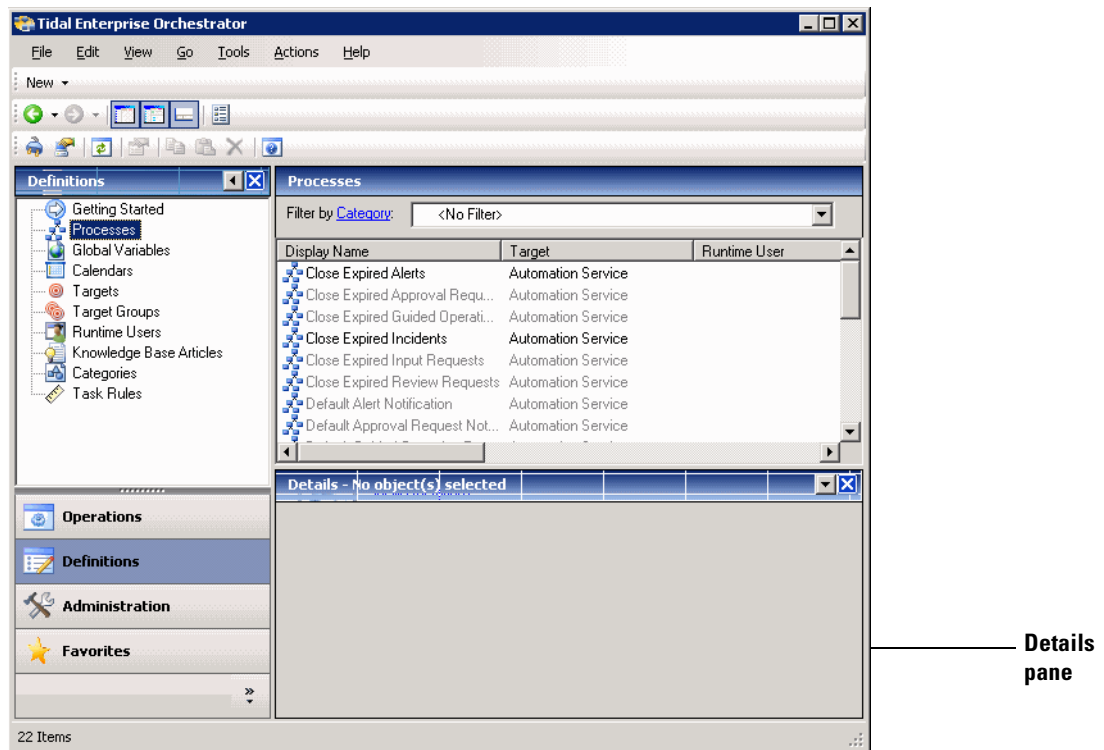 Tidal Enterprise Orchestrator
File Edit View Go Tools Actions Help
New
Definitions
Getting Started
Processes
Global Variables
Calendars
Targets
Target Groups
Runtime Users
Knowledge Base Articles
Categories
Task Rules
Operations
Definitions
Administration
Favorites
Processes
Filter by Category: <No Filter>
Display Name Target Runtime User
Close Expired Alerts Automation Service
Close Expired Approval Requ... Automation Service
Close Expired Guided Operati... Automation Service
Close Expired Incidents Automation Service
Close Expired Input Requests Automation Service
Close Expired Review Requests Automation Service
Default Alert Notification Automation Service
Default Approval Request Not... Automation Service
Details - No object(s) selected
Details
pane
22 Items